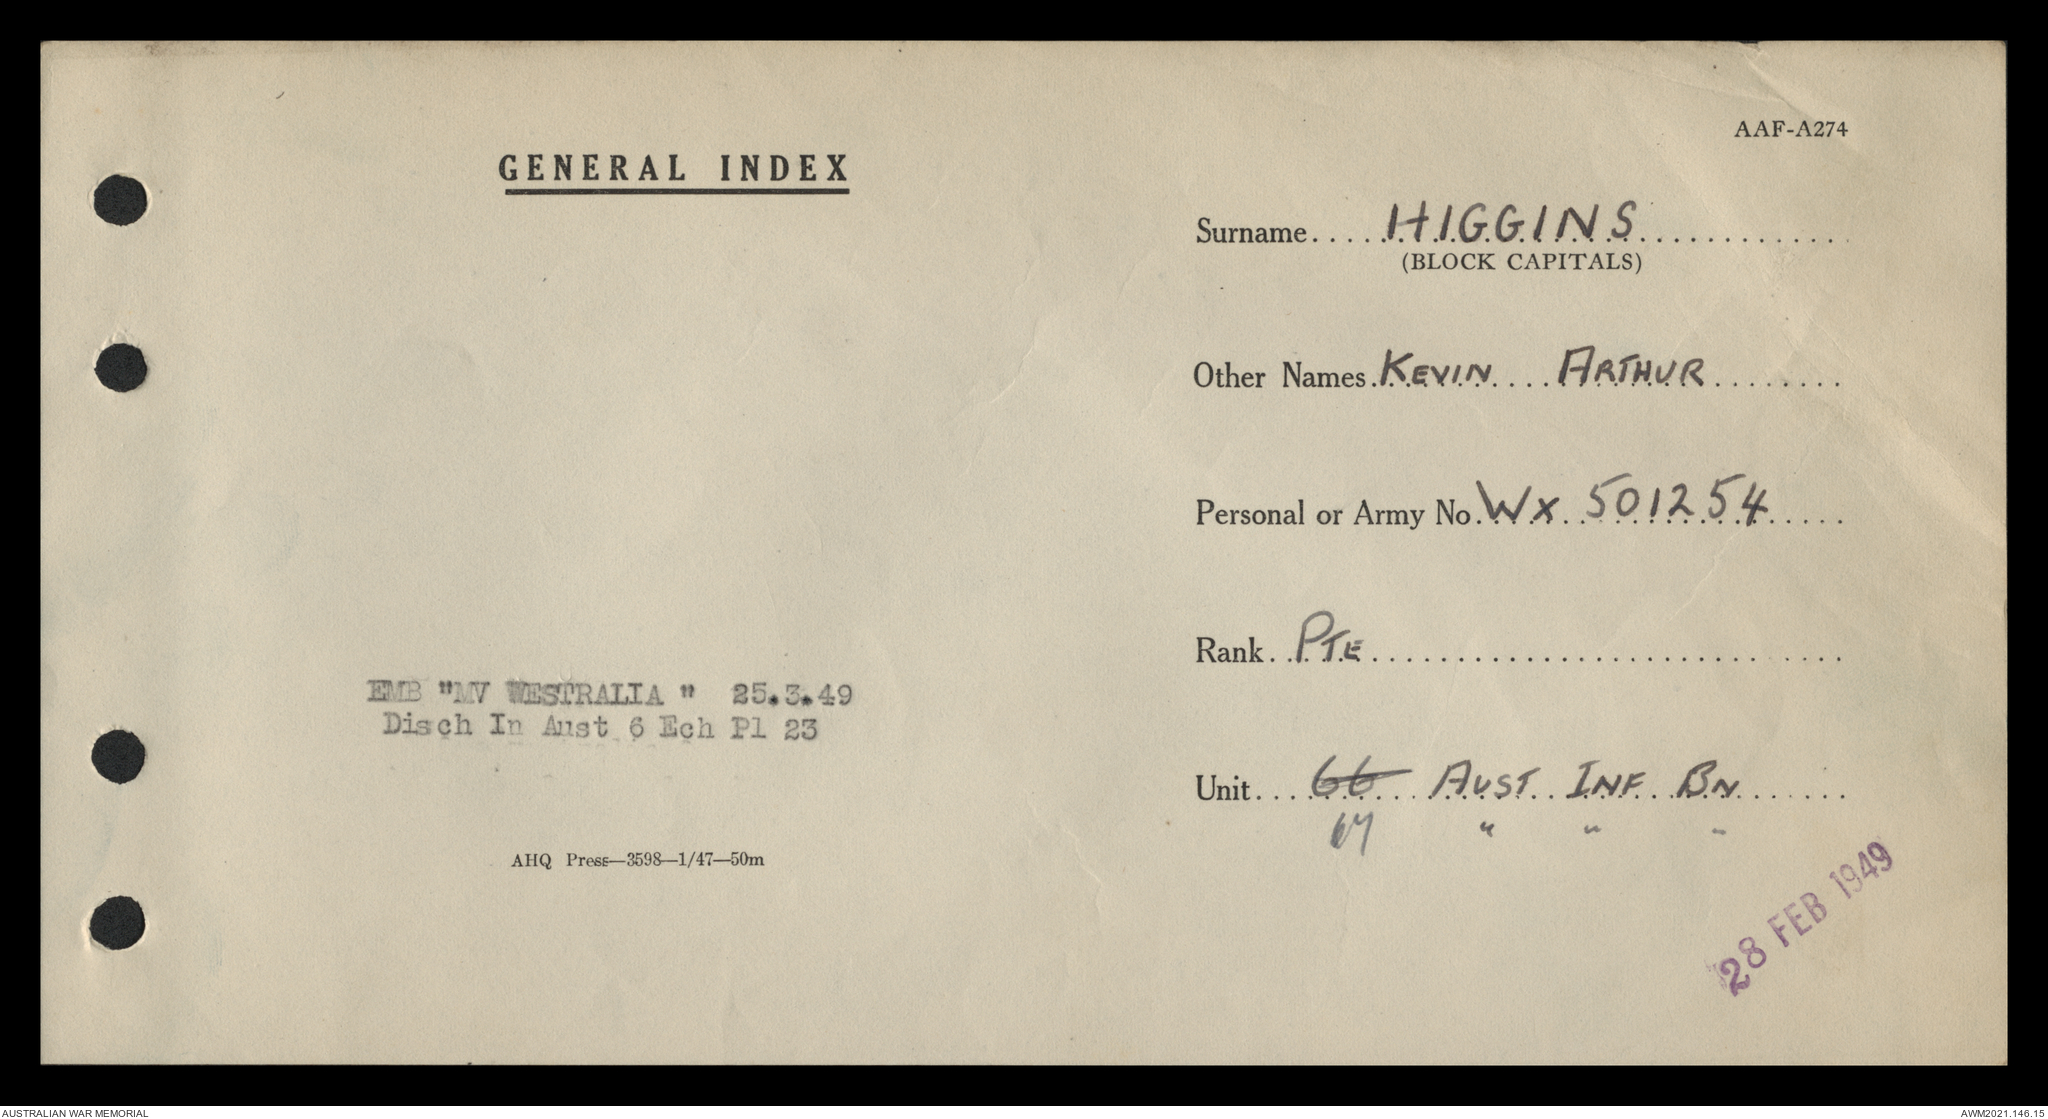 AAF-A274
GENERAL INDEX
Surname.....HIGGINS
(BLOCK CAPITALS)
Other Names KEVIN ARTHUR
Personal or Army No. WX 501254
Rank PTE
EMB "MV WESTRALIA " 25.3.49
Disch In Aust 6 Ech Pl 23
Unit 66 AUST INF BN
67 " " "
AHQ Press—3598—1/47—50m
28 FEB 1949
AUSTRALIAN WAR MEMORIAL
AWM2021.146.15